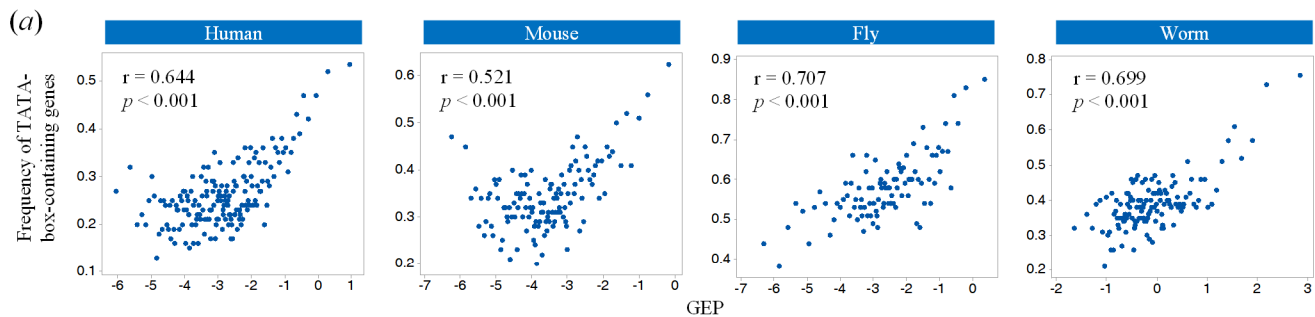 (a)
Human
Mouse
Fly
Worm
Frequency of TATA-
box-containing genes
r = 0.644
p < 0.001
0.5
0.4
0.3
0.2
0.1
-6 -5 -4 -3 -2 -1 0 1
r = 0.521
p < 0.001
0.6
0.5
0.4
0.3
0.2
-7 -6 -5 -4 -3 -2 -1 0
r = 0.707
p < 0.001
0.9
0.8
0.7
0.6
0.5
0.4
-7 -6 -5 -4 -3 -2 -1 0 1
r = 0.699
p < 0.001
0.8
0.7
0.6
0.5
0.4
0.3
0.2
-2 -1 0 1 2 3
GEP